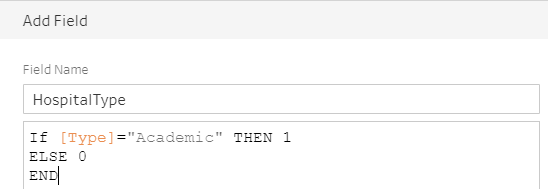 Add Field
Field Name
HospitalType
If [Type]="Academic" THEN 1
ELSE 0
END